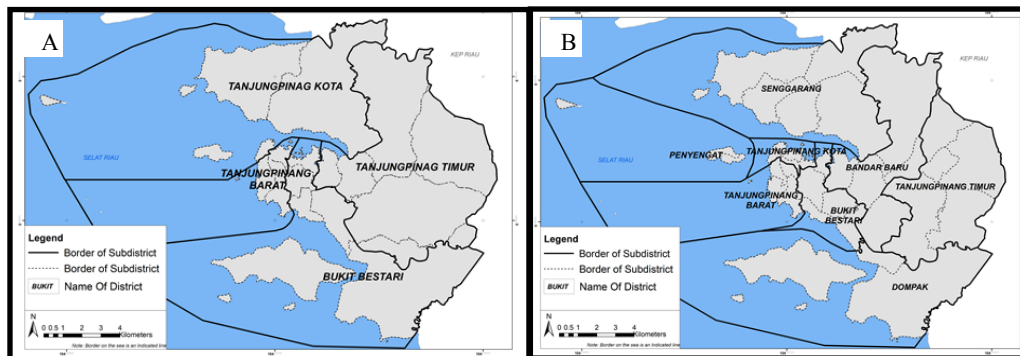 A
KEP RIAU
TANJUNGPINAG KOTA
SELAT RIAU
TANJUNGPINANG
BARAT
TANJUNGPINAG TIMUR
BUKIT BESTARI
Legend
Border of Subdistrict
Border of Subdistrict
BUKIT
Name Of District
N
0 0.5 1 2 3 4
Kilometers
Note: Border on the sea is an Indicated line
B
KEP RIAU
SENGGARANG
SELAT RIAU
PENYENGAT
TANJUNGPINANG KOTA
BANDAR BARU
TANJUNGPINANG TIMUR
TANJUNGPINANG
BARAT
BUKIT
BESTARI
DOMPAK
Legend
Border of Subdistrict
Border of Subdistrict
BUKIT
Name Of District
N
0 0.5 1 2 3 4
Kilometers
Note: Border on the sea is an Indicated line